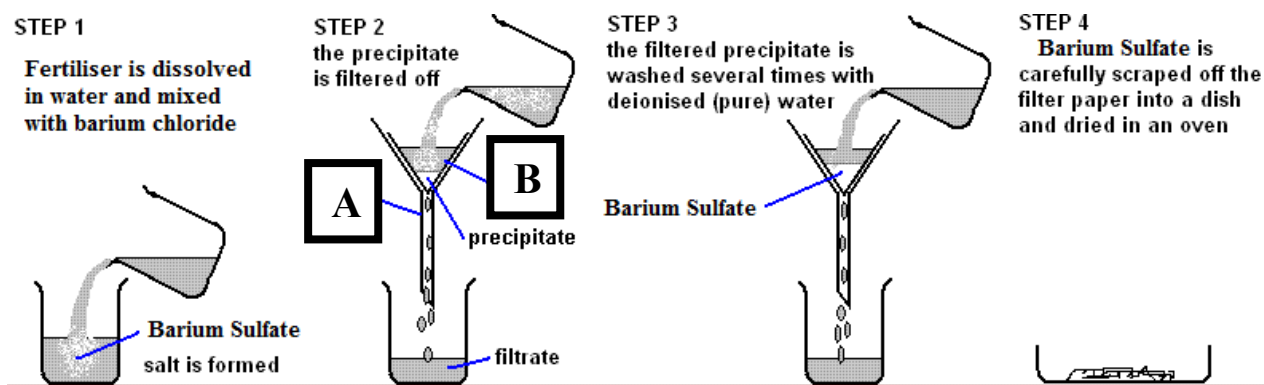 STEP 1
Fertiliser is dissolved
in water and mixed
with barium chloride
Barium Sulfate
salt is formed
STEP 2
the precipitate
is filtered off
A
B
precipitate
filtrate
STEP 3
the filtered precipitate is
washed several times with
deionised (pure) water
Barium Sulfate
STEP 4
Barium Sulfate is
carefully scraped off the
filter paper into a dish
and dried in an oven